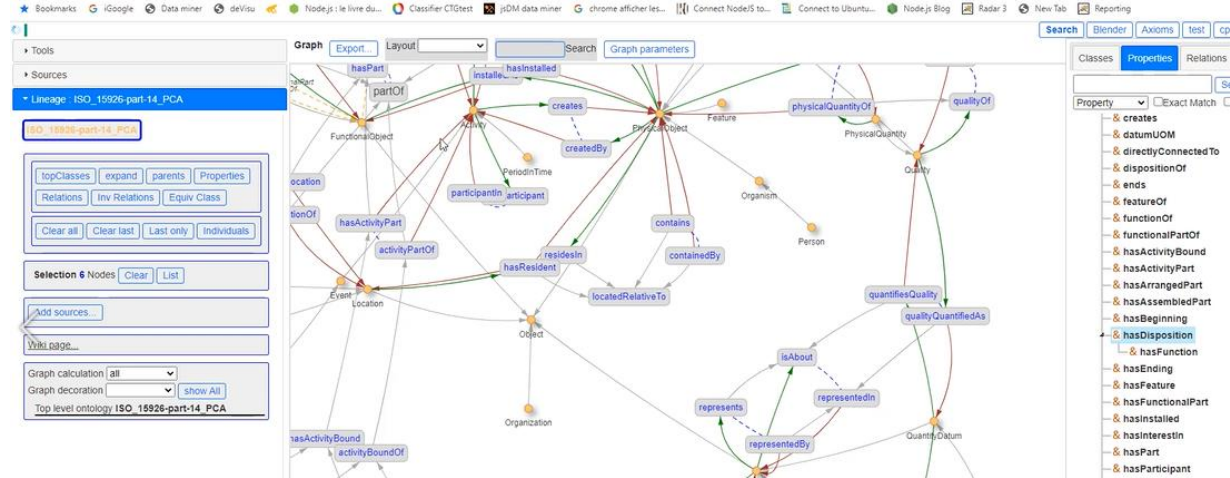 Bookmarks iGoogle Data miner deVisu Node.js : le livre du... Classifier CTGtest jsDM data miner chrome afficher les... Connect NodeJS to... Connect to Ubuntu... Node.js Blog Radar 3 New Tab Reporting
Search Blender Axioms test
Tools
Sources
Lineage : ISO_15926-part-14_PCA
ISO_15926-part-14_PCA
topClasses expand parents Properties
Relations Inv Relations Equiv Class
Clear all Clear last Last only Individuals
Selection 6 Nodes Clear List
Add sources...
Wiki page...
Graph calculation all
Graph decoration show All
Top level ontology ISO_15926-part-14_PCA
Graph Export... Layout Search Graph parameters
hasPart
hasInstalled
partOf
creates
physicalQuantityOf
qualityOf
FunctionalObject
Activity
PhysicalObject
Feature
PhysicalQuantity
createdBy
PeriodInTime
Quality
participantIn
Organism
hasActivityPart
contains
Person
activityPartOf
residesIn
containedBy
hasResident
Event
Location
locatedRelativeTo
quantifiesQuality
qualityQuantifiedAs
Object
isAbout
representedIn
represents
Organization
QuantityDatum
representedBy
hasActivityBound
activityBoundOf
Classes Properties Relations
Property Exact Match
& creates
& datumUOM
& directlyConnectedTo
& dispositionOf
& ends
& featureOf
& functionOf
& functionalPartOf
& hasActivityBound
& hasActivityPart
& hasArrangedPart
& hasAssembledPart
& hasBeginning
& hasDisposition
& hasFunction
& hasEnding
& hasFeature
& hasFunctionalPart
& hasInstalled
& hasInterestIn
& hasPart
& hasParticipant